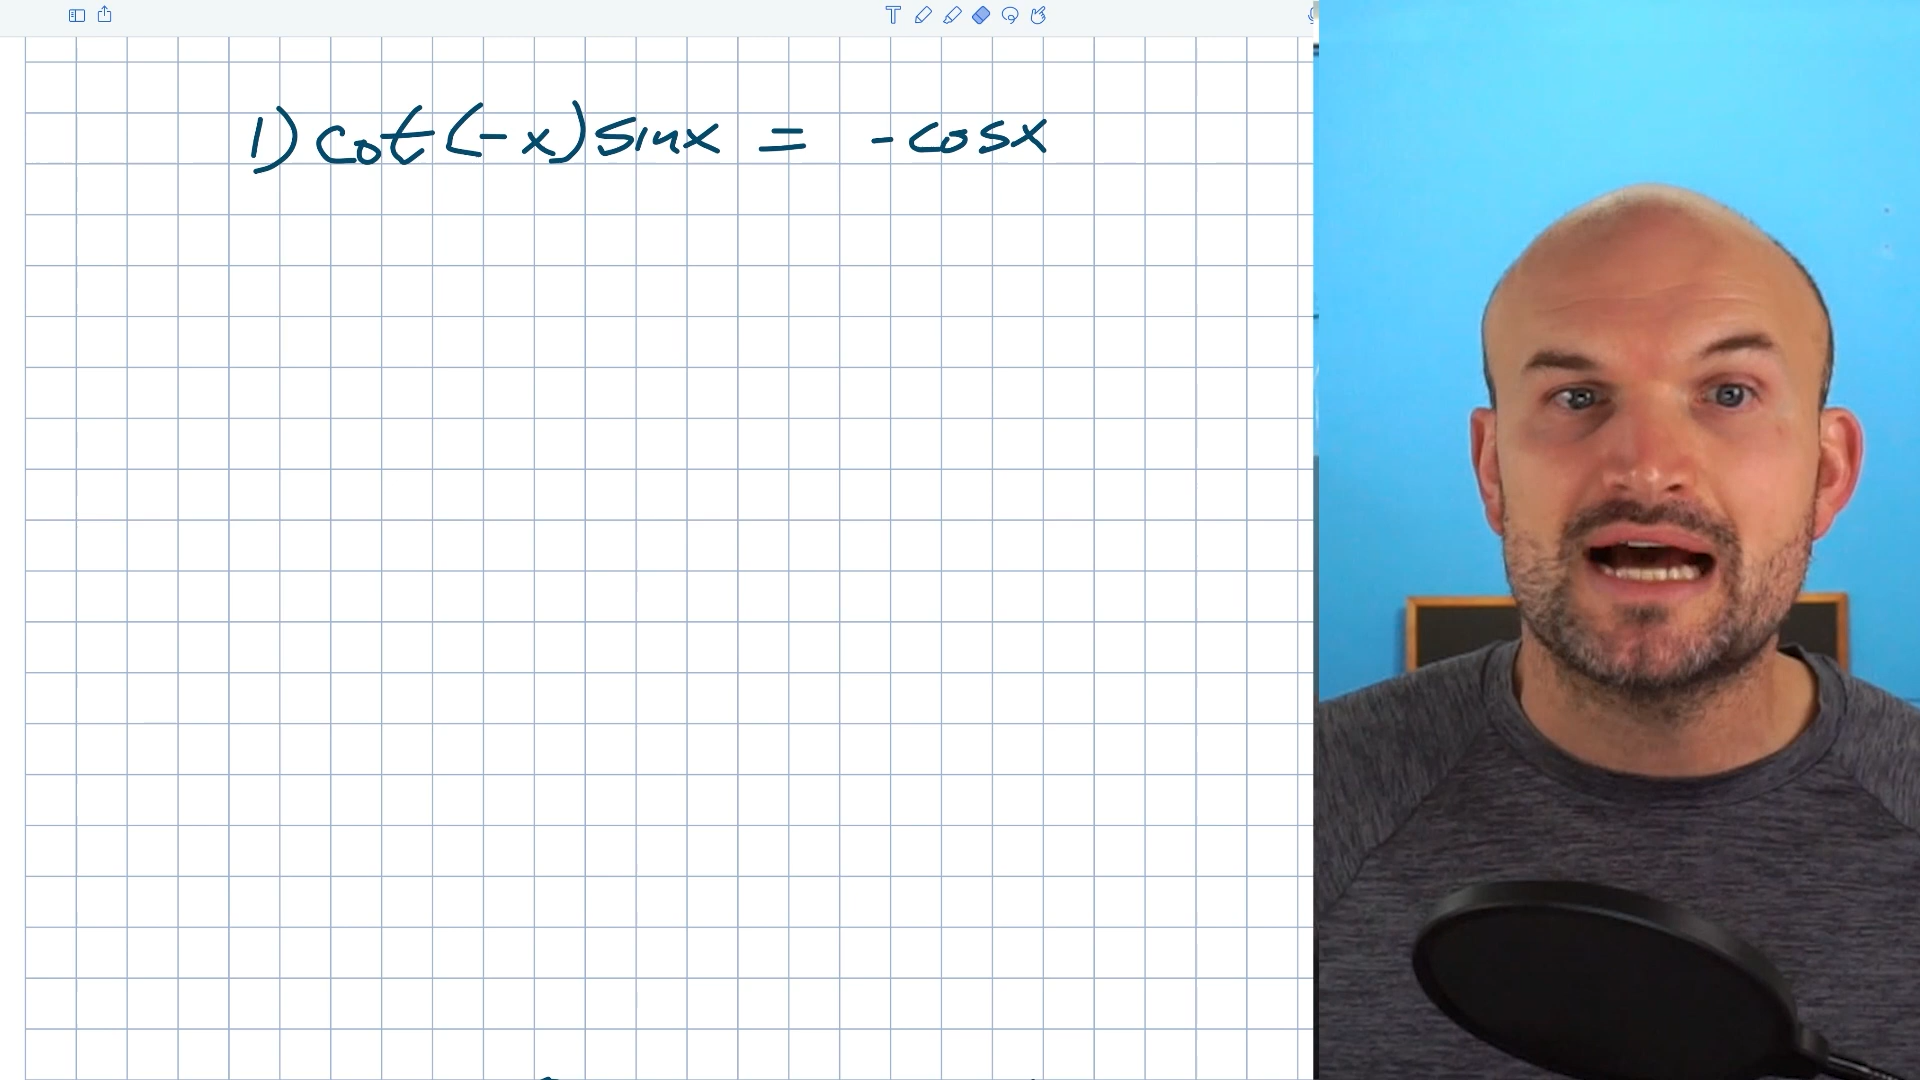 1) cot(-x) sinx = -cosx